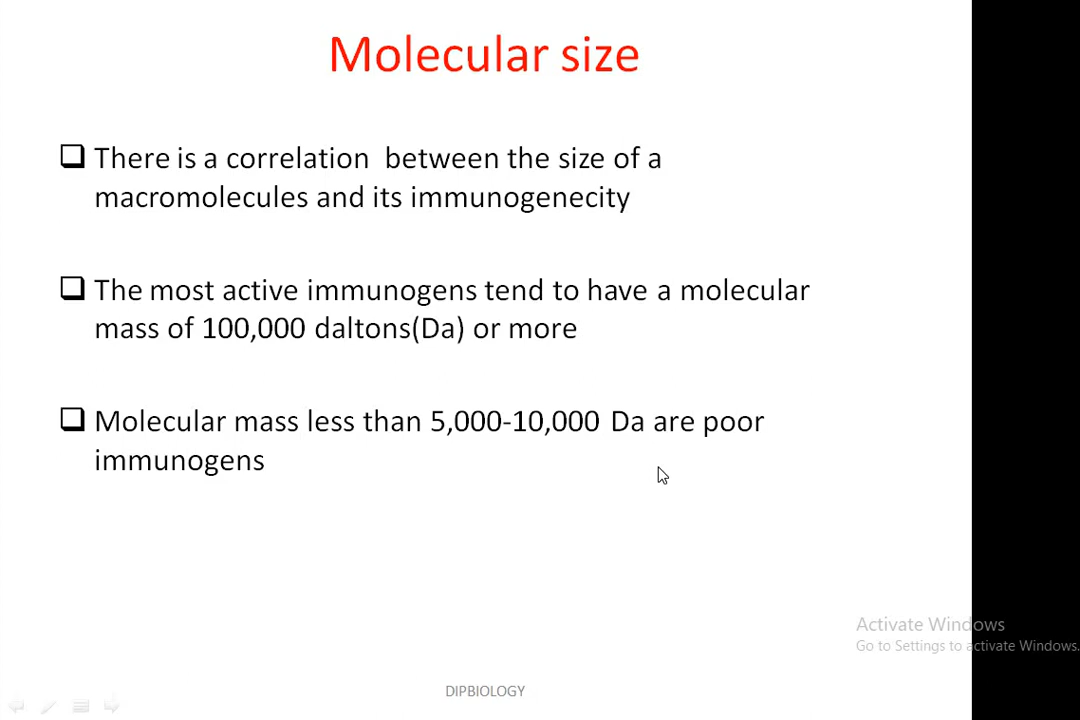 Molecular size
There is a correlation between the size of a
macromolecules and its immunogenecity
The most active immunogens tend to have a molecular
mass of 100,000 daltons(Da) or more
Molecular mass less than 5,000-10,000 Da are poor
immunogens
Activate Windows
Go to Settings to activate Windows.
DIPBIOLOGY